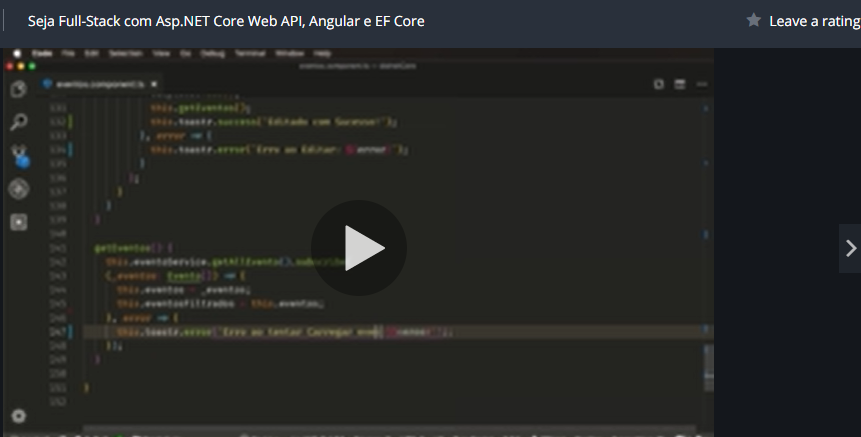 Seja Full-Stack com Asp.NET Core Web API, Angular e EF Core
Leave a rating
Code File Edit Selection View Go Debug Terminal Window Help
eventos.component.ts
131 this.getEventos();
132 this.toastr.success('Editado com Sucesso!');
133 }, error => {
134 this.toastr.error(`Erro ao Editar: ${error}`);
135 }
136 );
137 }
138 }
139 }
140
141 getEventos() {
142 this.eventoService.getAllEvento().subscribe
143 (_eventos: Evento[]) => {
144 this.eventos = _eventos;
145 this.eventosFiltrados = this.eventos;
146 }, error => {
147 this.toastr.error(`Erro ao tentar Carregar even
148 });
149 }
150
151 }
152